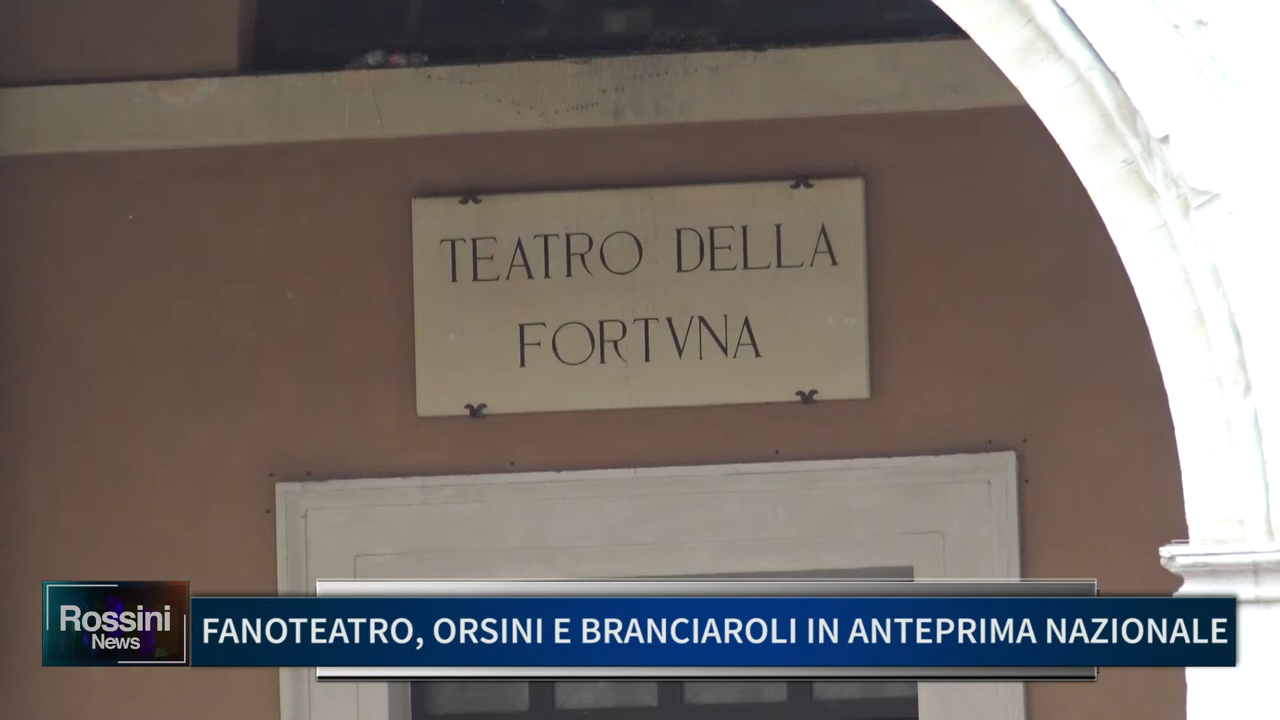 TEATRO DELLA
FORTVNA
Rossini
News
FANOTEATRO, ORSINI E BRANCIAROLI IN ANTEPRIMA NAZIONALE